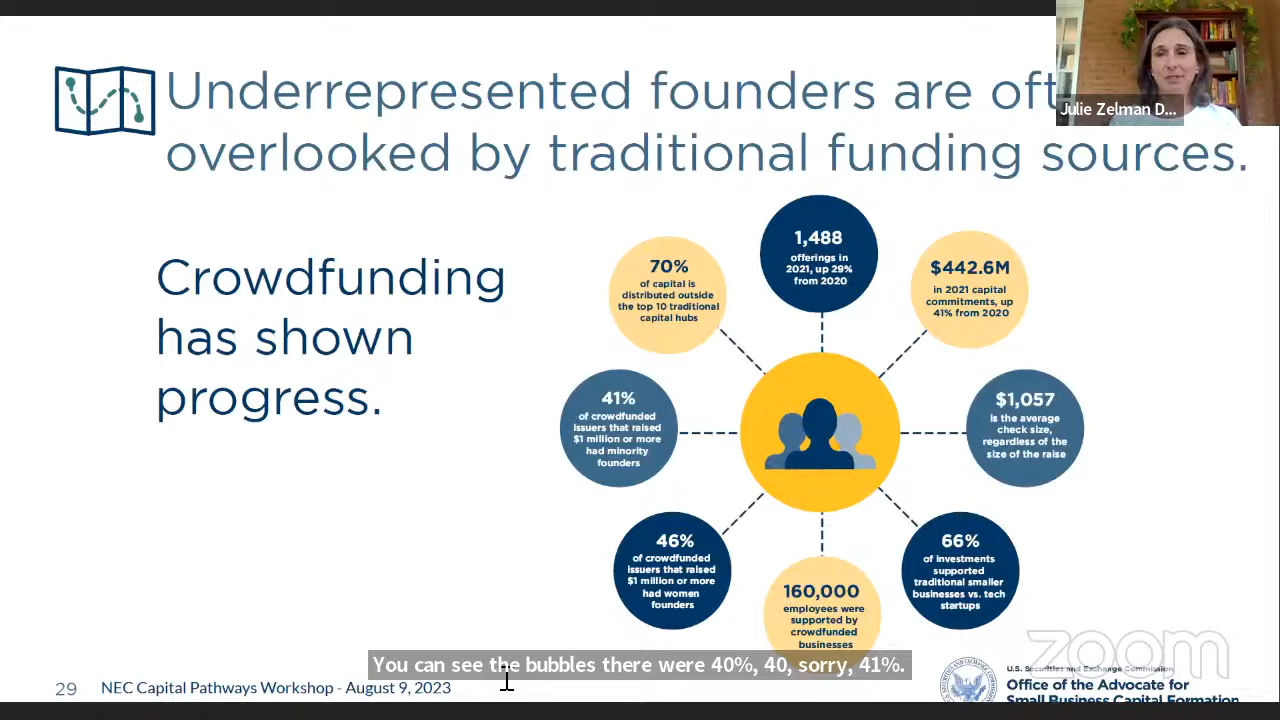 Underrepresented founders are oft
overlooked by traditional funding sources.
Julie Zelman D...
Crowdfunding
has shown
progress.
1,488
offerings in
2021, up 29%
from 2020
$442.6M
in 2021 capital
commitments, up
41% from 2020
$1,057
is the average
check size,
regardless of the
size of the raise
66%
of investments
supported
traditional smaller
businesses vs. tech
startups
160,000
employees were
supported by
crowdfunded
businesses
46%
of crowdfunded
issuers that raised
$1 million or more
had women
founders
41%
of crowdfunded
issuers that raised
$1 million or more
had minority
founders
70%
of capital is
distributed outside
the top 10 traditional
capital hubs
You can see the bubbles there were 40%, 40, sorry, 41%.
zoom
29 NEC Capital Pathways Workshop - August 9, 2023
U.S. Securities and Exchange Commission
Office of the Advocate for
Small Business Capital Formation